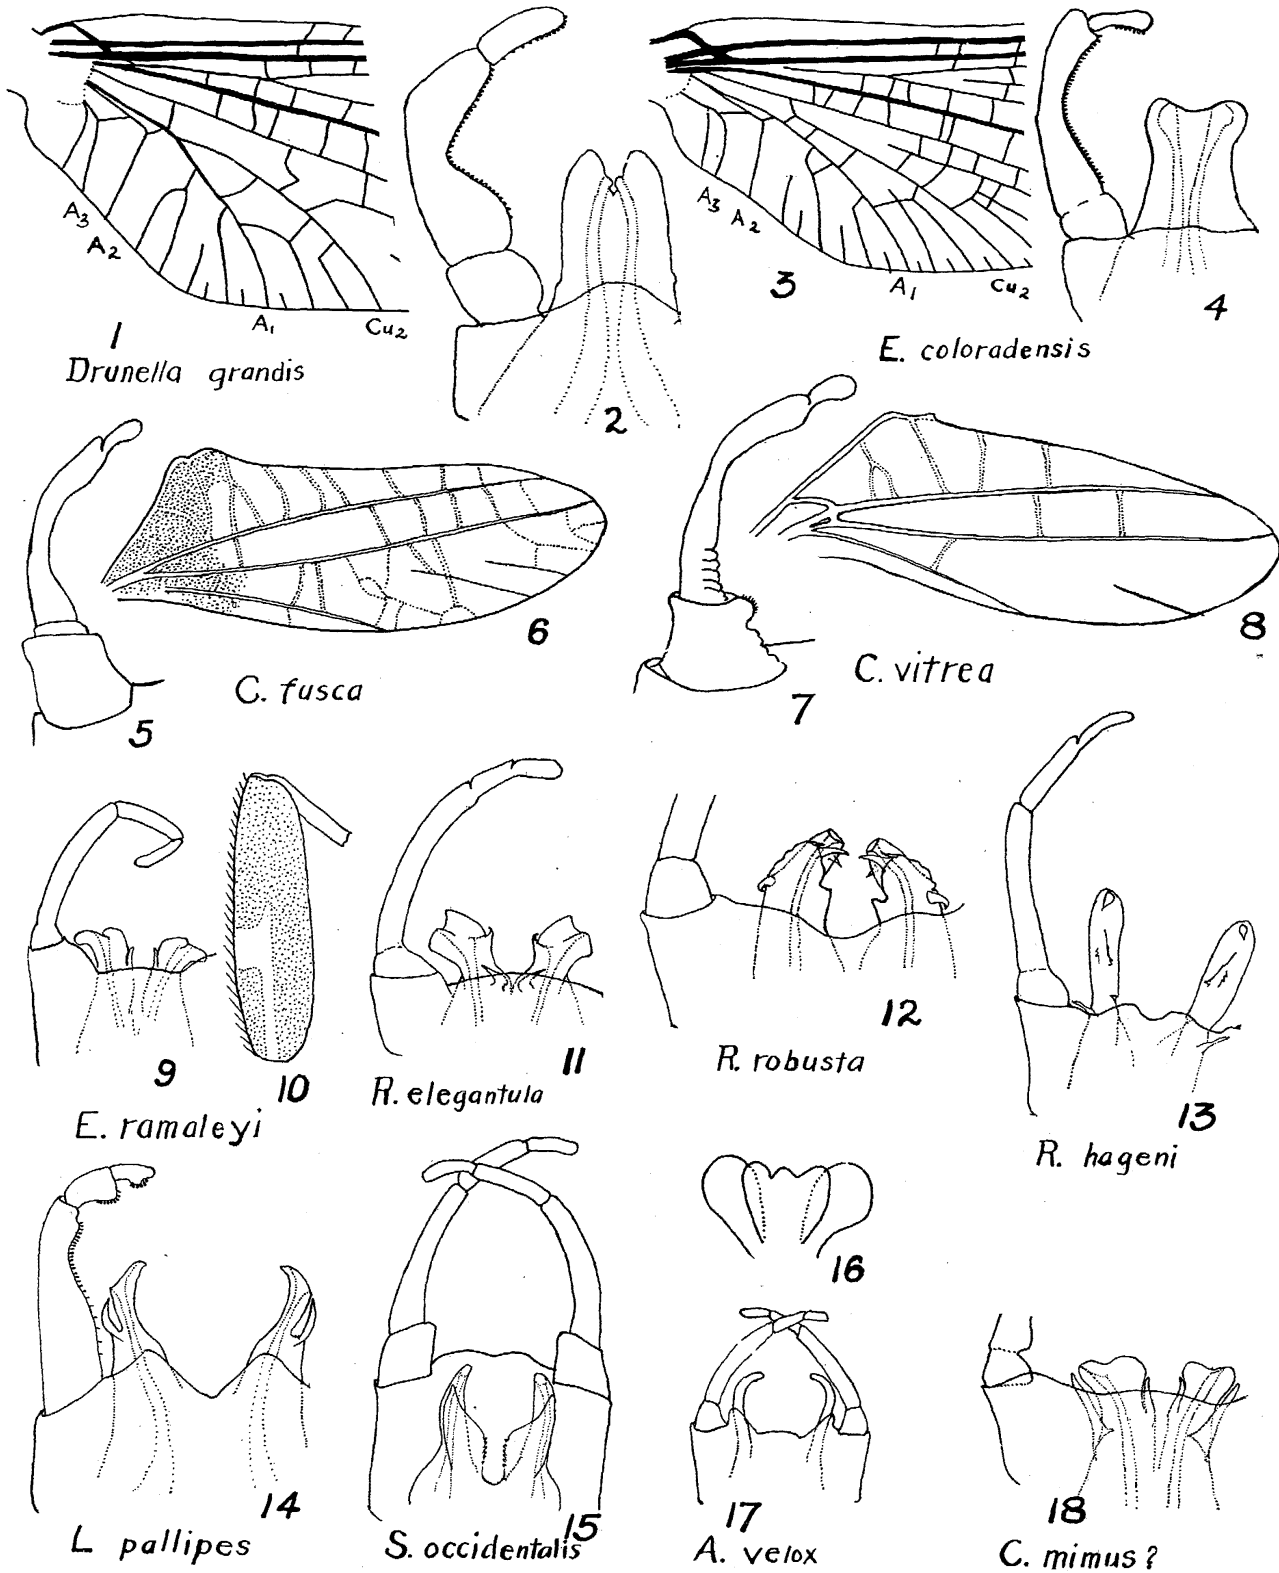 A3
A2
A1
Cu2
1
Drunella grandis
2
A3
A2
A1
Cu2
3
4
E. coloradensis
5
6
C. fusca
7
8
C. vitrea
9
10
E. ramaleyi
11
R. elegantula
12
R. robusta
13
R. hageni
14
L pallipes
15
S. occidentalis
16
17
A. velox
18
C. mimus?